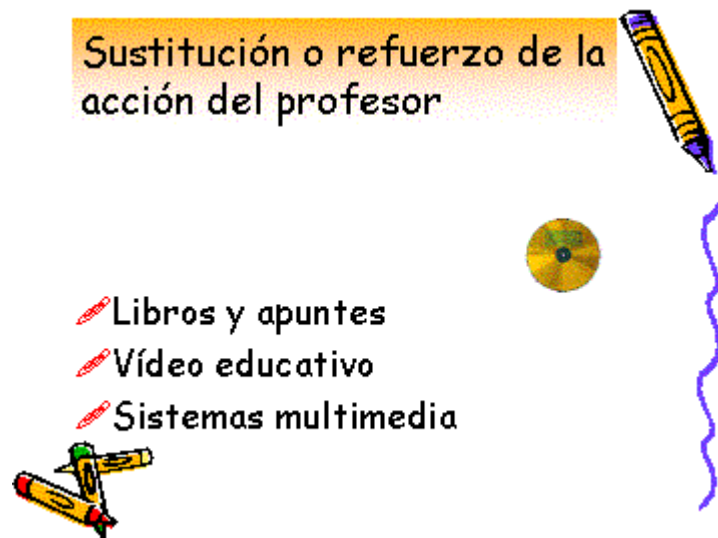 Sustitución o refuerzo de la
acción del profesor
Libros y apuntes
Vídeo educativo
Sistemas multimedia